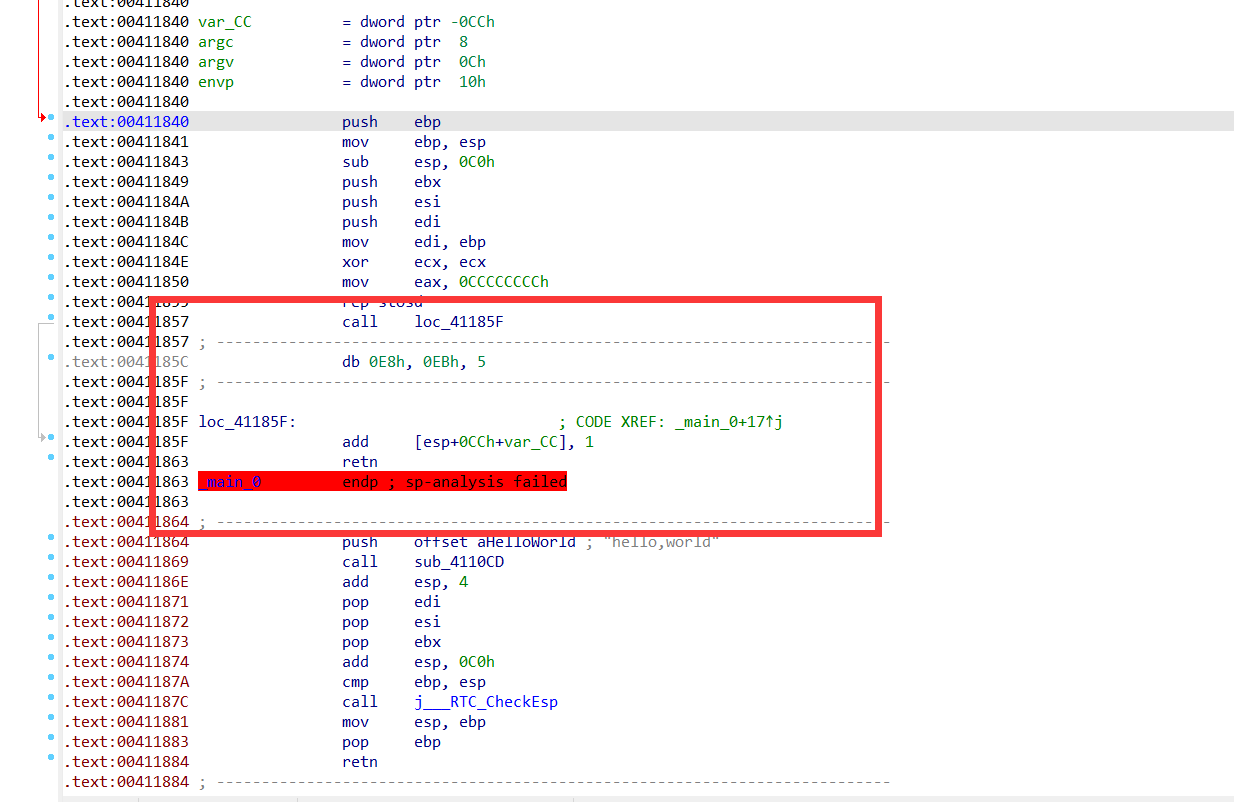 .text:00411840
.text:00411840 var_CC = dword ptr -0CCh
.text:00411840 argc = dword ptr 8
.text:00411840 argv = dword ptr 0Ch
.text:00411840 envp = dword ptr 10h
.text:00411840
.text:00411840 push ebp
.text:00411841 mov ebp, esp
.text:00411843 sub esp, 0C0h
.text:00411849 push ebx
.text:0041184A push esi
.text:0041184B push edi
.text:0041184C mov edi, ebp
.text:0041184E xor ecx, ecx
.text:00411850 mov eax, 0CCCCCCCCh
rep stosd
.text:00411857 call loc_41185F
.text:00411857 ; ---------------------------------------------------------------------------
.text:0041185C db 0E8h, 0EBh, 5
.text:0041185F ; ---------------------------------------------------------------------------
.text:0041185F
.text:0041185F loc_41185F: ; CODE XREF: _main_0+17↑j
.text:0041185F add [esp+0CCh+var_CC], 1
.text:00411863 retn
.text:00411863 _main_0 endp ; sp-analysis failed
.text:00411863
.text:00411864 ; ---------------------------------------------------------------------------
.text:00411864 push offset aHelloWorld ; "hello,world"
.text:00411869 call sub_4110CD
.text:0041186E add esp, 4
.text:00411871 pop edi
.text:00411872 pop esi
.text:00411873 pop ebx
.text:00411874 add esp, 0C0h
.text:0041187A cmp ebp, esp
.text:0041187C call j___RTC_CheckEsp
.text:00411881 mov esp, ebp
.text:00411883 pop ebp
.text:00411884 retn
.text:00411884 ; ---------------------------------------------------------------------------